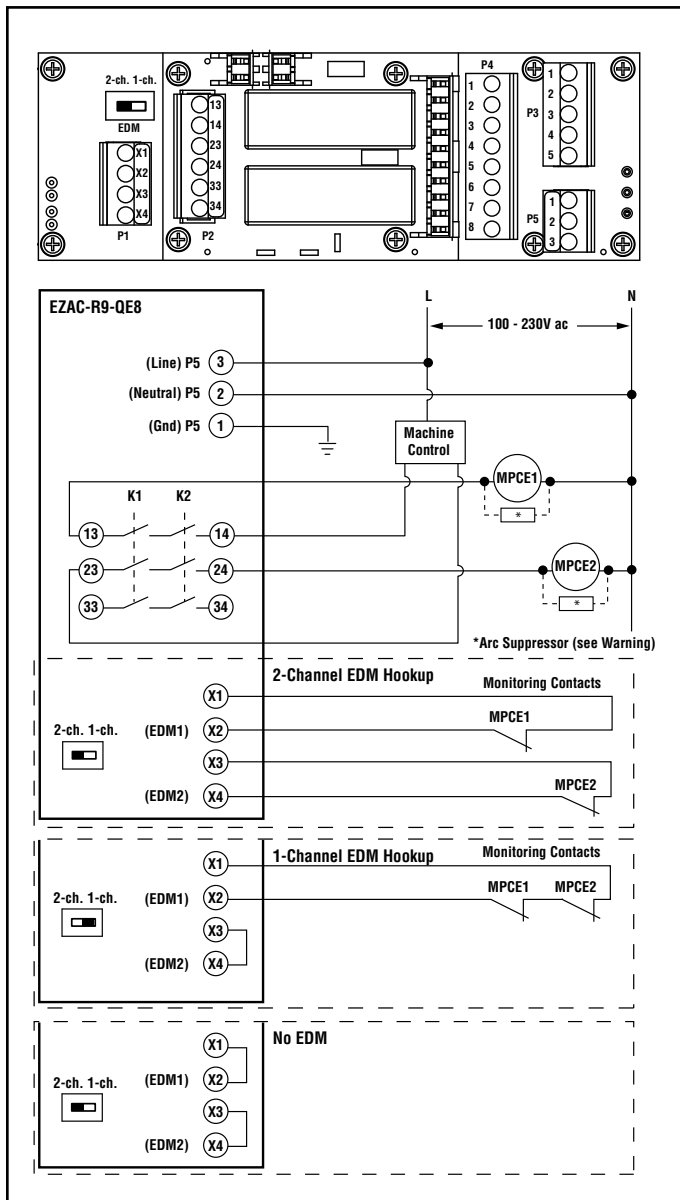 2-ch. 1-ch.
EDM
X1
X2
X3
X4
P1
13
14
23
24
33
34
P2
P4
1
2
3
4
5
6
7
8
P3
1
2
3
4
5
P5
1
2
3
EZAC-R9-QE8
L
N
100 - 230V ac
(Line) P5 3
(Neutral) P5 2
(Gnd) P5 1
Machine
Control
MPCE1
*
K1 K2
13 14
23 24
33 34
MPCE2
*
*Arc Suppressor (see Warning)
2-Channel EDM Hookup
Monitoring Contacts
X1
MPCE1
2-ch. 1-ch.
(EDM1) X2
X3
MPCE2
(EDM2) X4
1-Channel EDM Hookup
Monitoring Contacts
X1
MPCE1 MPCE2
2-ch. 1-ch.
(EDM1) X2
X3
(EDM2) X4
No EDM
X1
2-ch. 1-ch.
(EDM1) X2
X3
(EDM2) X4